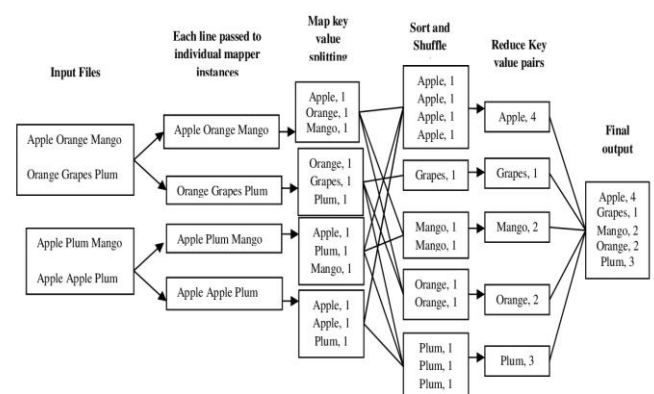 Input Files
Each line passed to
individual mapper
instances
Map key
value
splitting
Sort and
Shuffle
Reduce Key
value pairs
Final
output
Apple Orange Mango
Orange Grapes Plum
Apple Plum Mango
Apple Apple Plum
Apple Orange Mango
Orange Grapes Plum
Apple Plum Mango
Apple Apple Plum
Apple, 1
Orange, 1
Mango, 1
Orange, 1
Grapes, 1
Plum, 1
Apple, 1
Plum, 1
Mango, 1
Apple, 1
Apple, 1
Plum, 1
Apple, 1
Apple, 1
Apple, 1
Apple, 1
Grapes, 1
Mango, 1
Mango, 1
Orange, 1
Orange, 1
Plum, 1
Plum, 1
Plum, 1
Apple, 4
Grapes, 1
Mango, 2
Orange, 2
Plum, 3
Apple, 4
Grapes, 1
Mango, 2
Orange, 2
Plum, 3